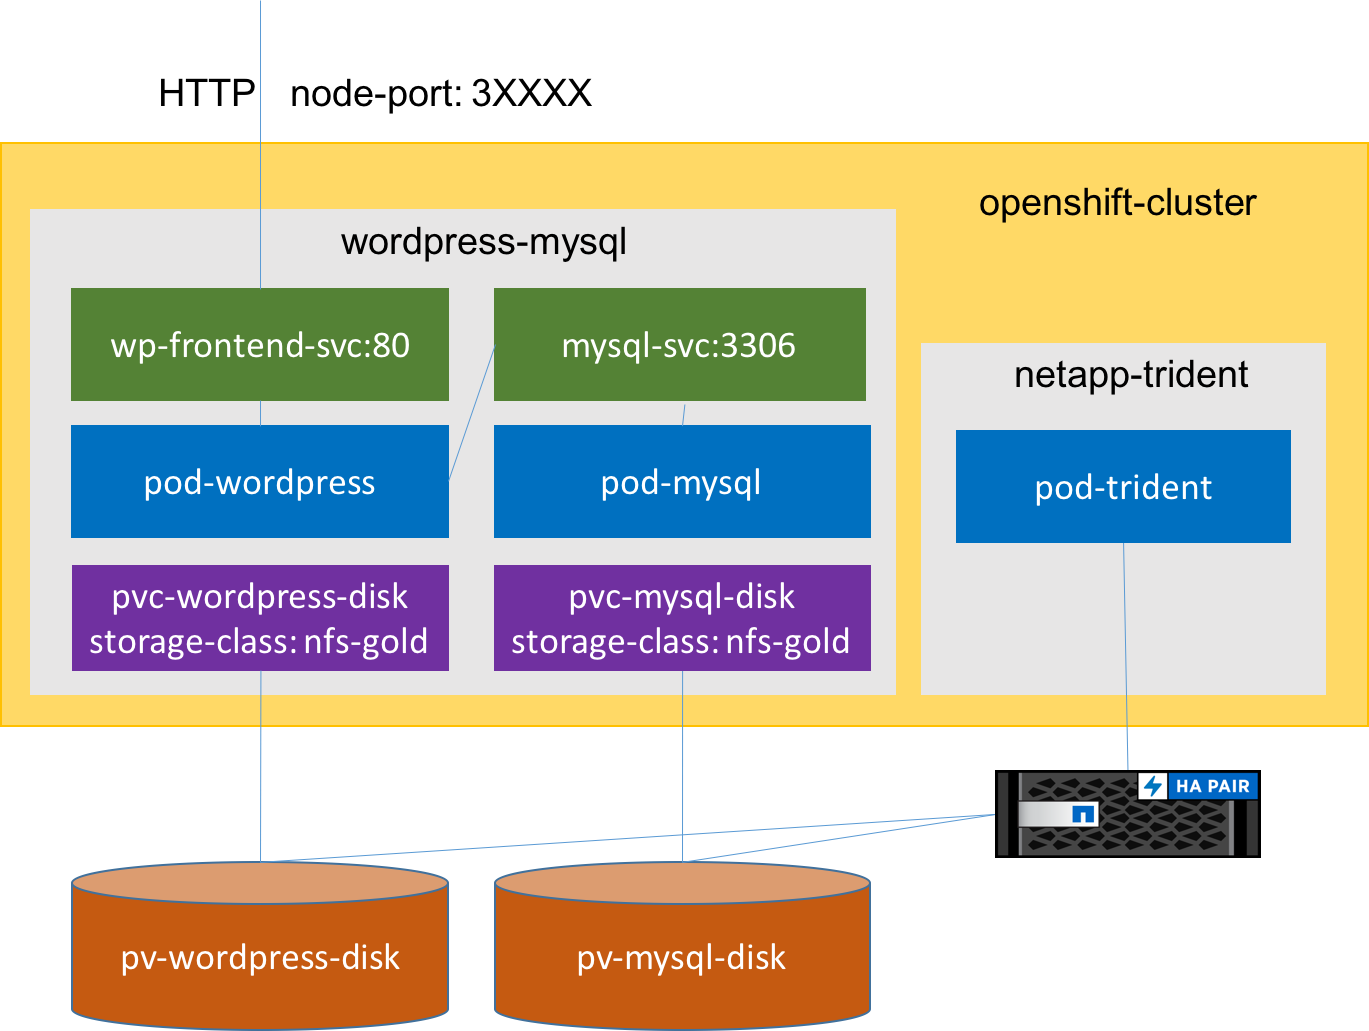 HTTP
node-port: 3XXXX
openshift-cluster
wordpress-mysql
wp-frontend-svc:80
mysql-svc:3306
netapp-trident
pod-wordpress
pod-mysql
pod-trident
pvc-wordpress-disk
storage-class: nfs-gold
pvc-mysql-disk
storage-class: nfs-gold
HA PAIR
pv-wordpress-disk
pv-mysql-disk